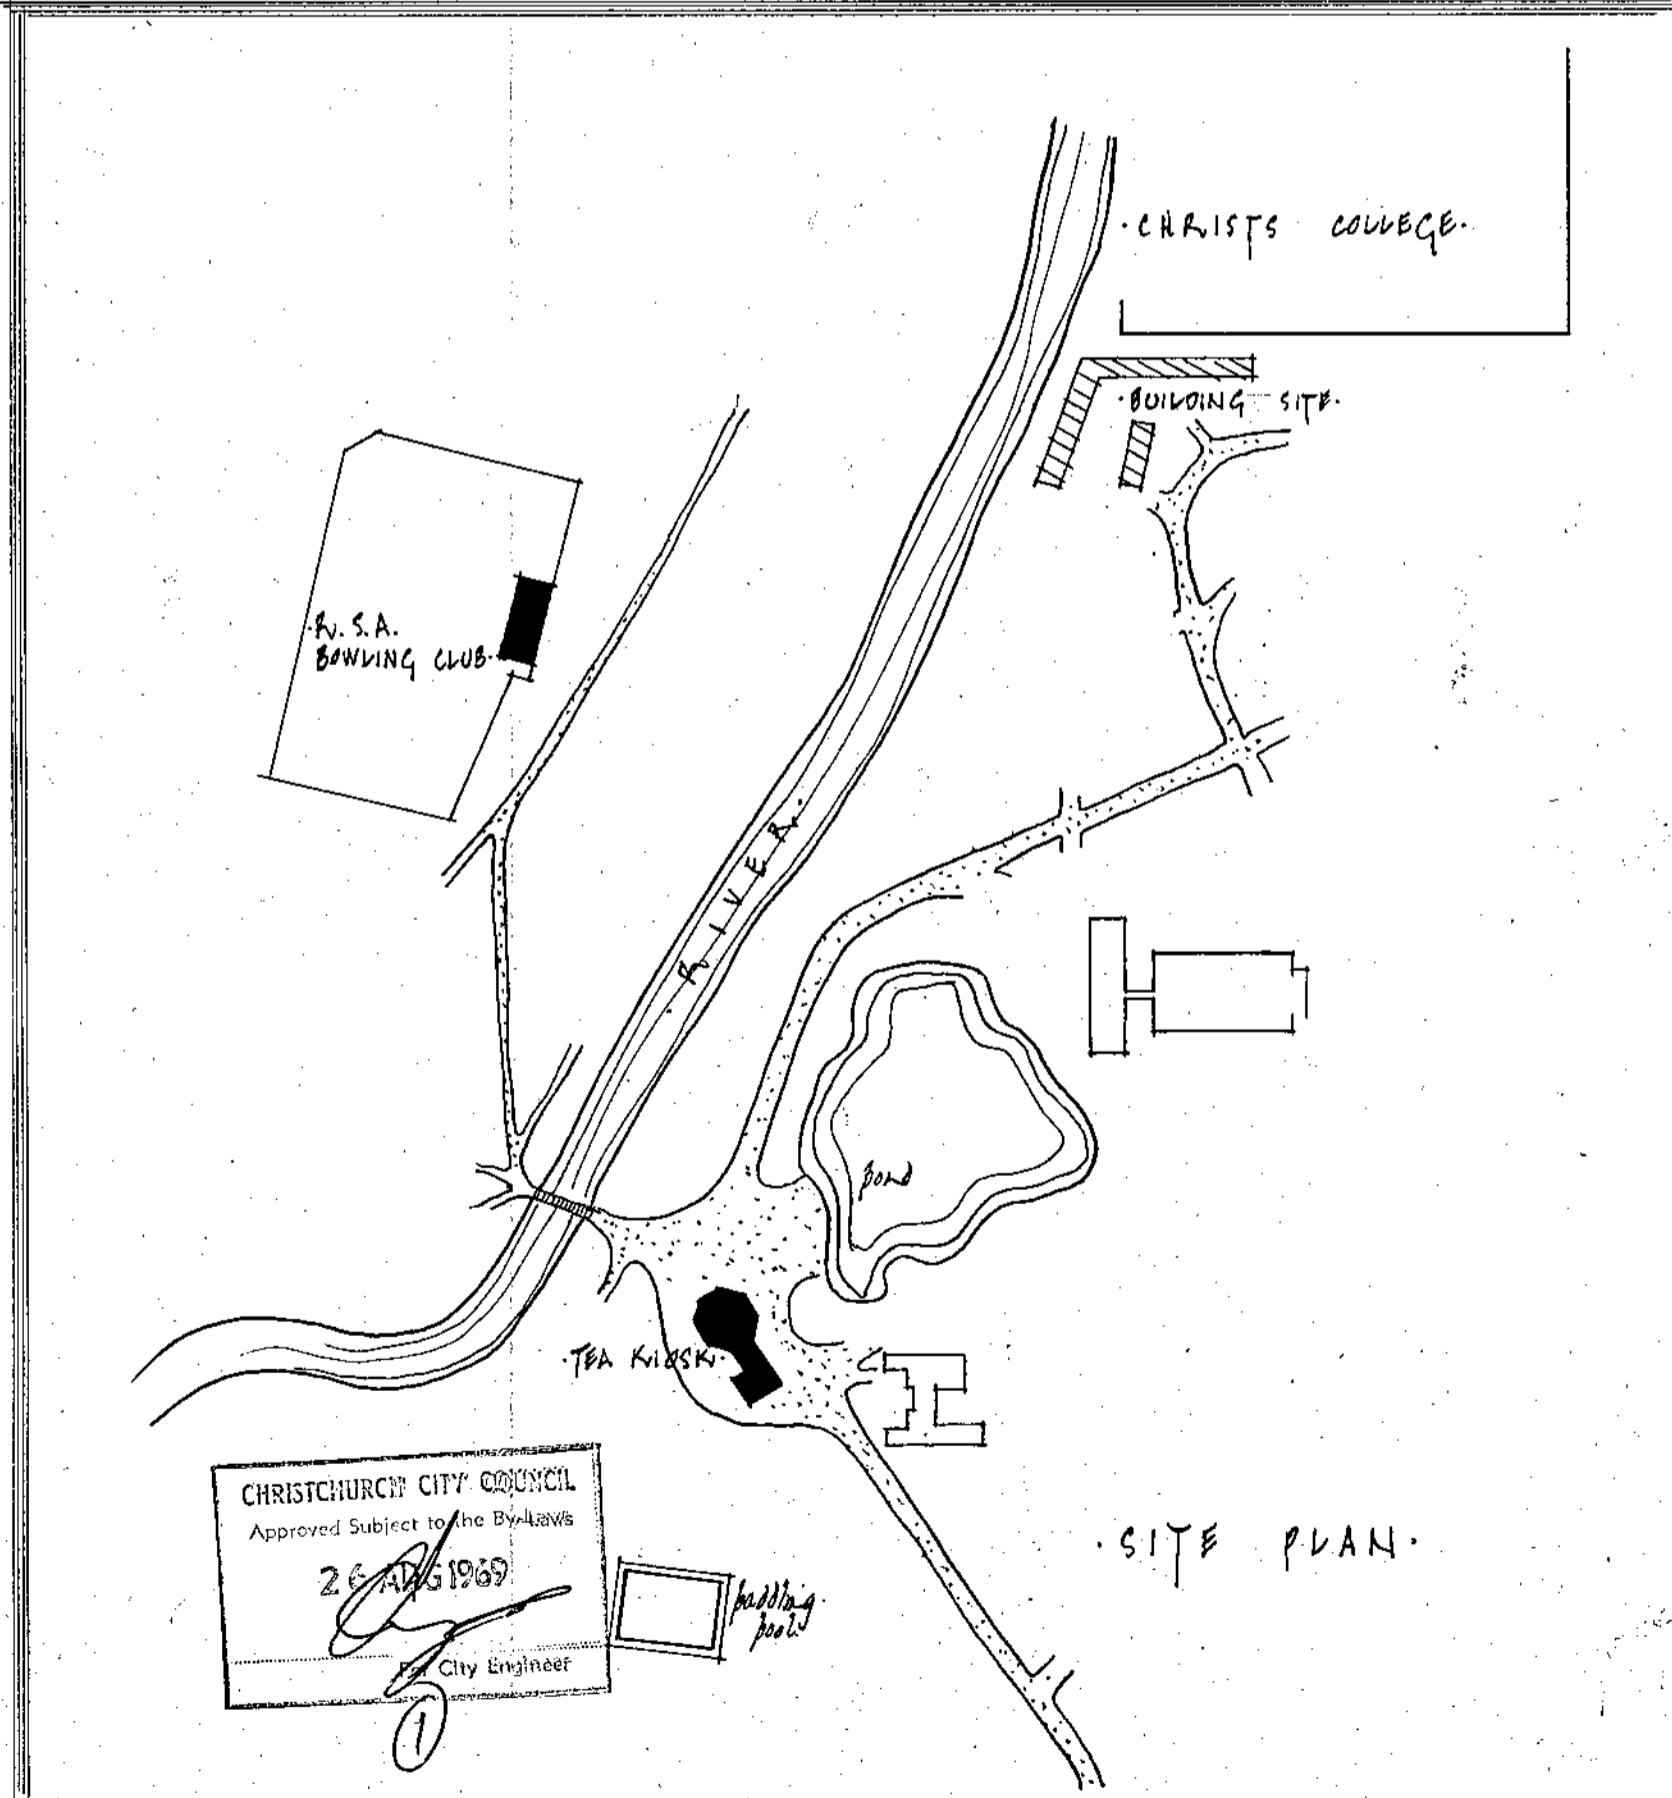 ·CHRISTS COLLEGE·
·BUILDING SITE·
·R.S.A.
BOWLING CLUB·
RIVER.
pond
·TEA KIOSK·
CHRISTCHURCH CITY COUNCIL
Approved Subject to the By-Laws
26 AUG 1969
For City Engineer
1
paddling
pool.
·SITE PLAN·